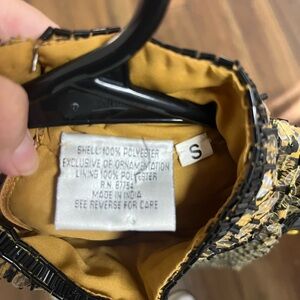 SHELL 100% POLYESTER
EXCLUSIVE OF ORNAMENTATION
LINING 100% POLYESTER
R.N. 87784
MADE IN INDIA
SEE REVERSE FOR CARE
S